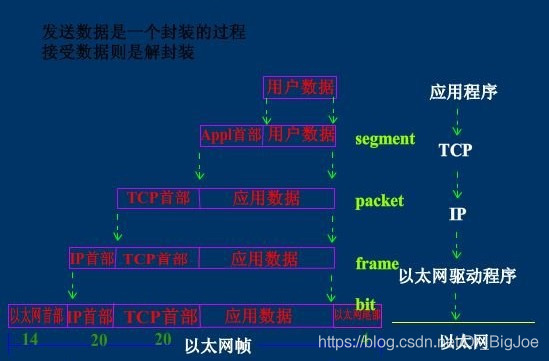 发送数据是一个封装的过程
接受数据则是解封装
用户数据
应用程序
Appl首部 用户数据
segment
TCP
TCP首部 应用数据
packet
IP
IP首部 TCP首部 应用数据
frame
以太网驱动程序
bit
以太网首部 IP首部 TCP首部 应用数据 以太网尾部
14 20 20
以太网帧
以太网